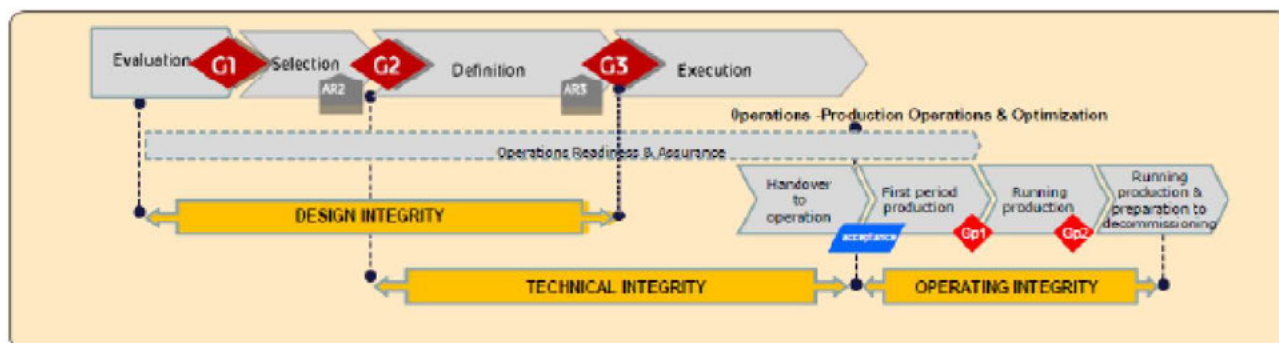 Evaluation
G1
Selection
AR2
G2
Definition
AR3
G3
Execution
0perations -Production Operations & Optimization
Operations Readiness & Assurance
Handover
to
operation
acceptance
First period
production
Gp1
Running
production
Gp2
Running
production &
preparation to
decommissioning
DESIGN INTEGRITY
TECHNICAL INTEGRITY
OPERATING INTEGRITY